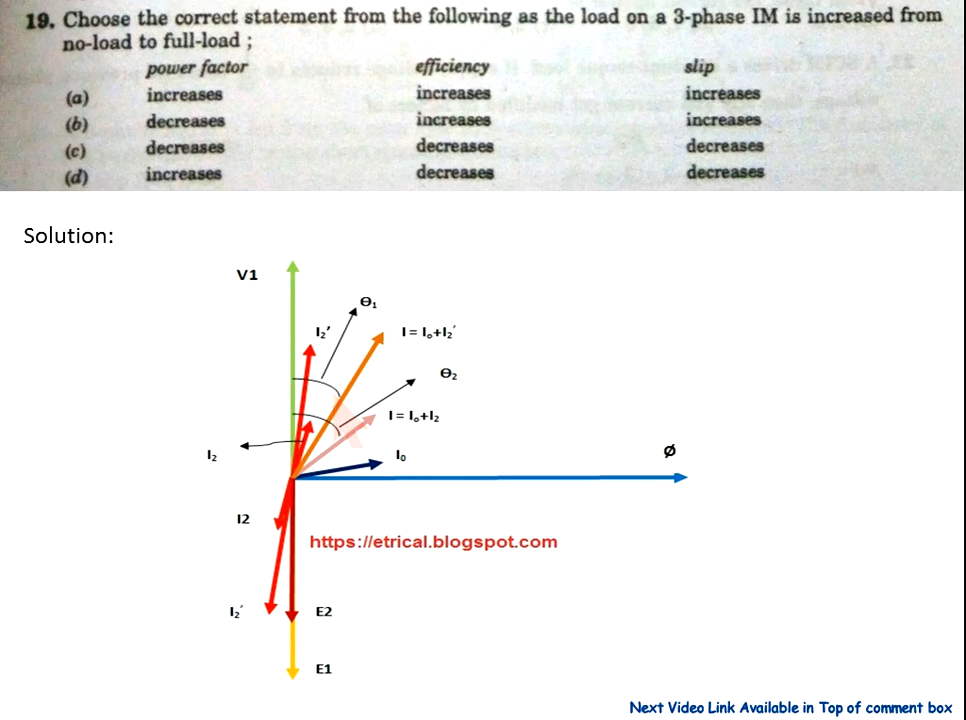 19. Choose the correct statement from the following as the load on a 3-phase IM is increased from
no-load to full-load ;
power factor efficiency slip
(a) increases increases increases
(b) decreases increases increases
(c) decreases decreases decreases
(d) increases decreases decreases
Solution:
V1
Ө₁
I₂’ I = Iₒ+I₂′
Ө₂
I = Iₒ+I₂
I₂ I₀ Ø
I2
https://etrical.blogspot.com
I₂′ E2
E1
Next Video Link Available in Top of comment box